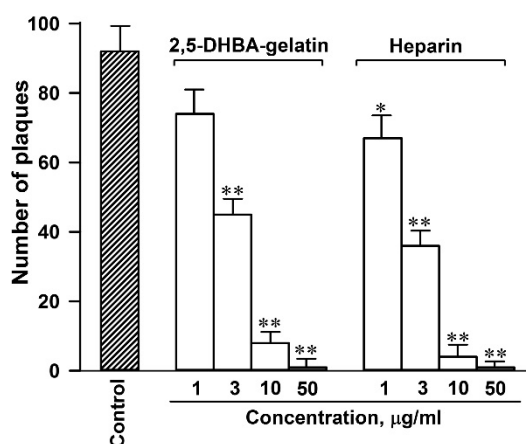 Number of plaques
100
80
60
40
20
0
2,5-DHBA-gelatin Heparin
** ** ** * ** ** **
Control
1 3 10 50 1 3 10 50
Concentration, μg/ml